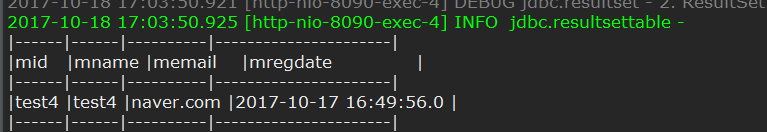 2017-10-18 17:03:50.924 [http-nio-8090-exec-4] DEBUG jdbc.resultset - 2. ResultSet
2017-10-18 17:03:50.925 [http-nio-8090-exec-4] INFO  jdbc.resultsettable -
|------|------|----------|----------------------|
|mid   |mname |memail    |mregdate              |
|------|------|----------|----------------------|
|test4 |test4 |naver.com |2017-10-17 16:49:56.0 |
|------|------|----------|----------------------|